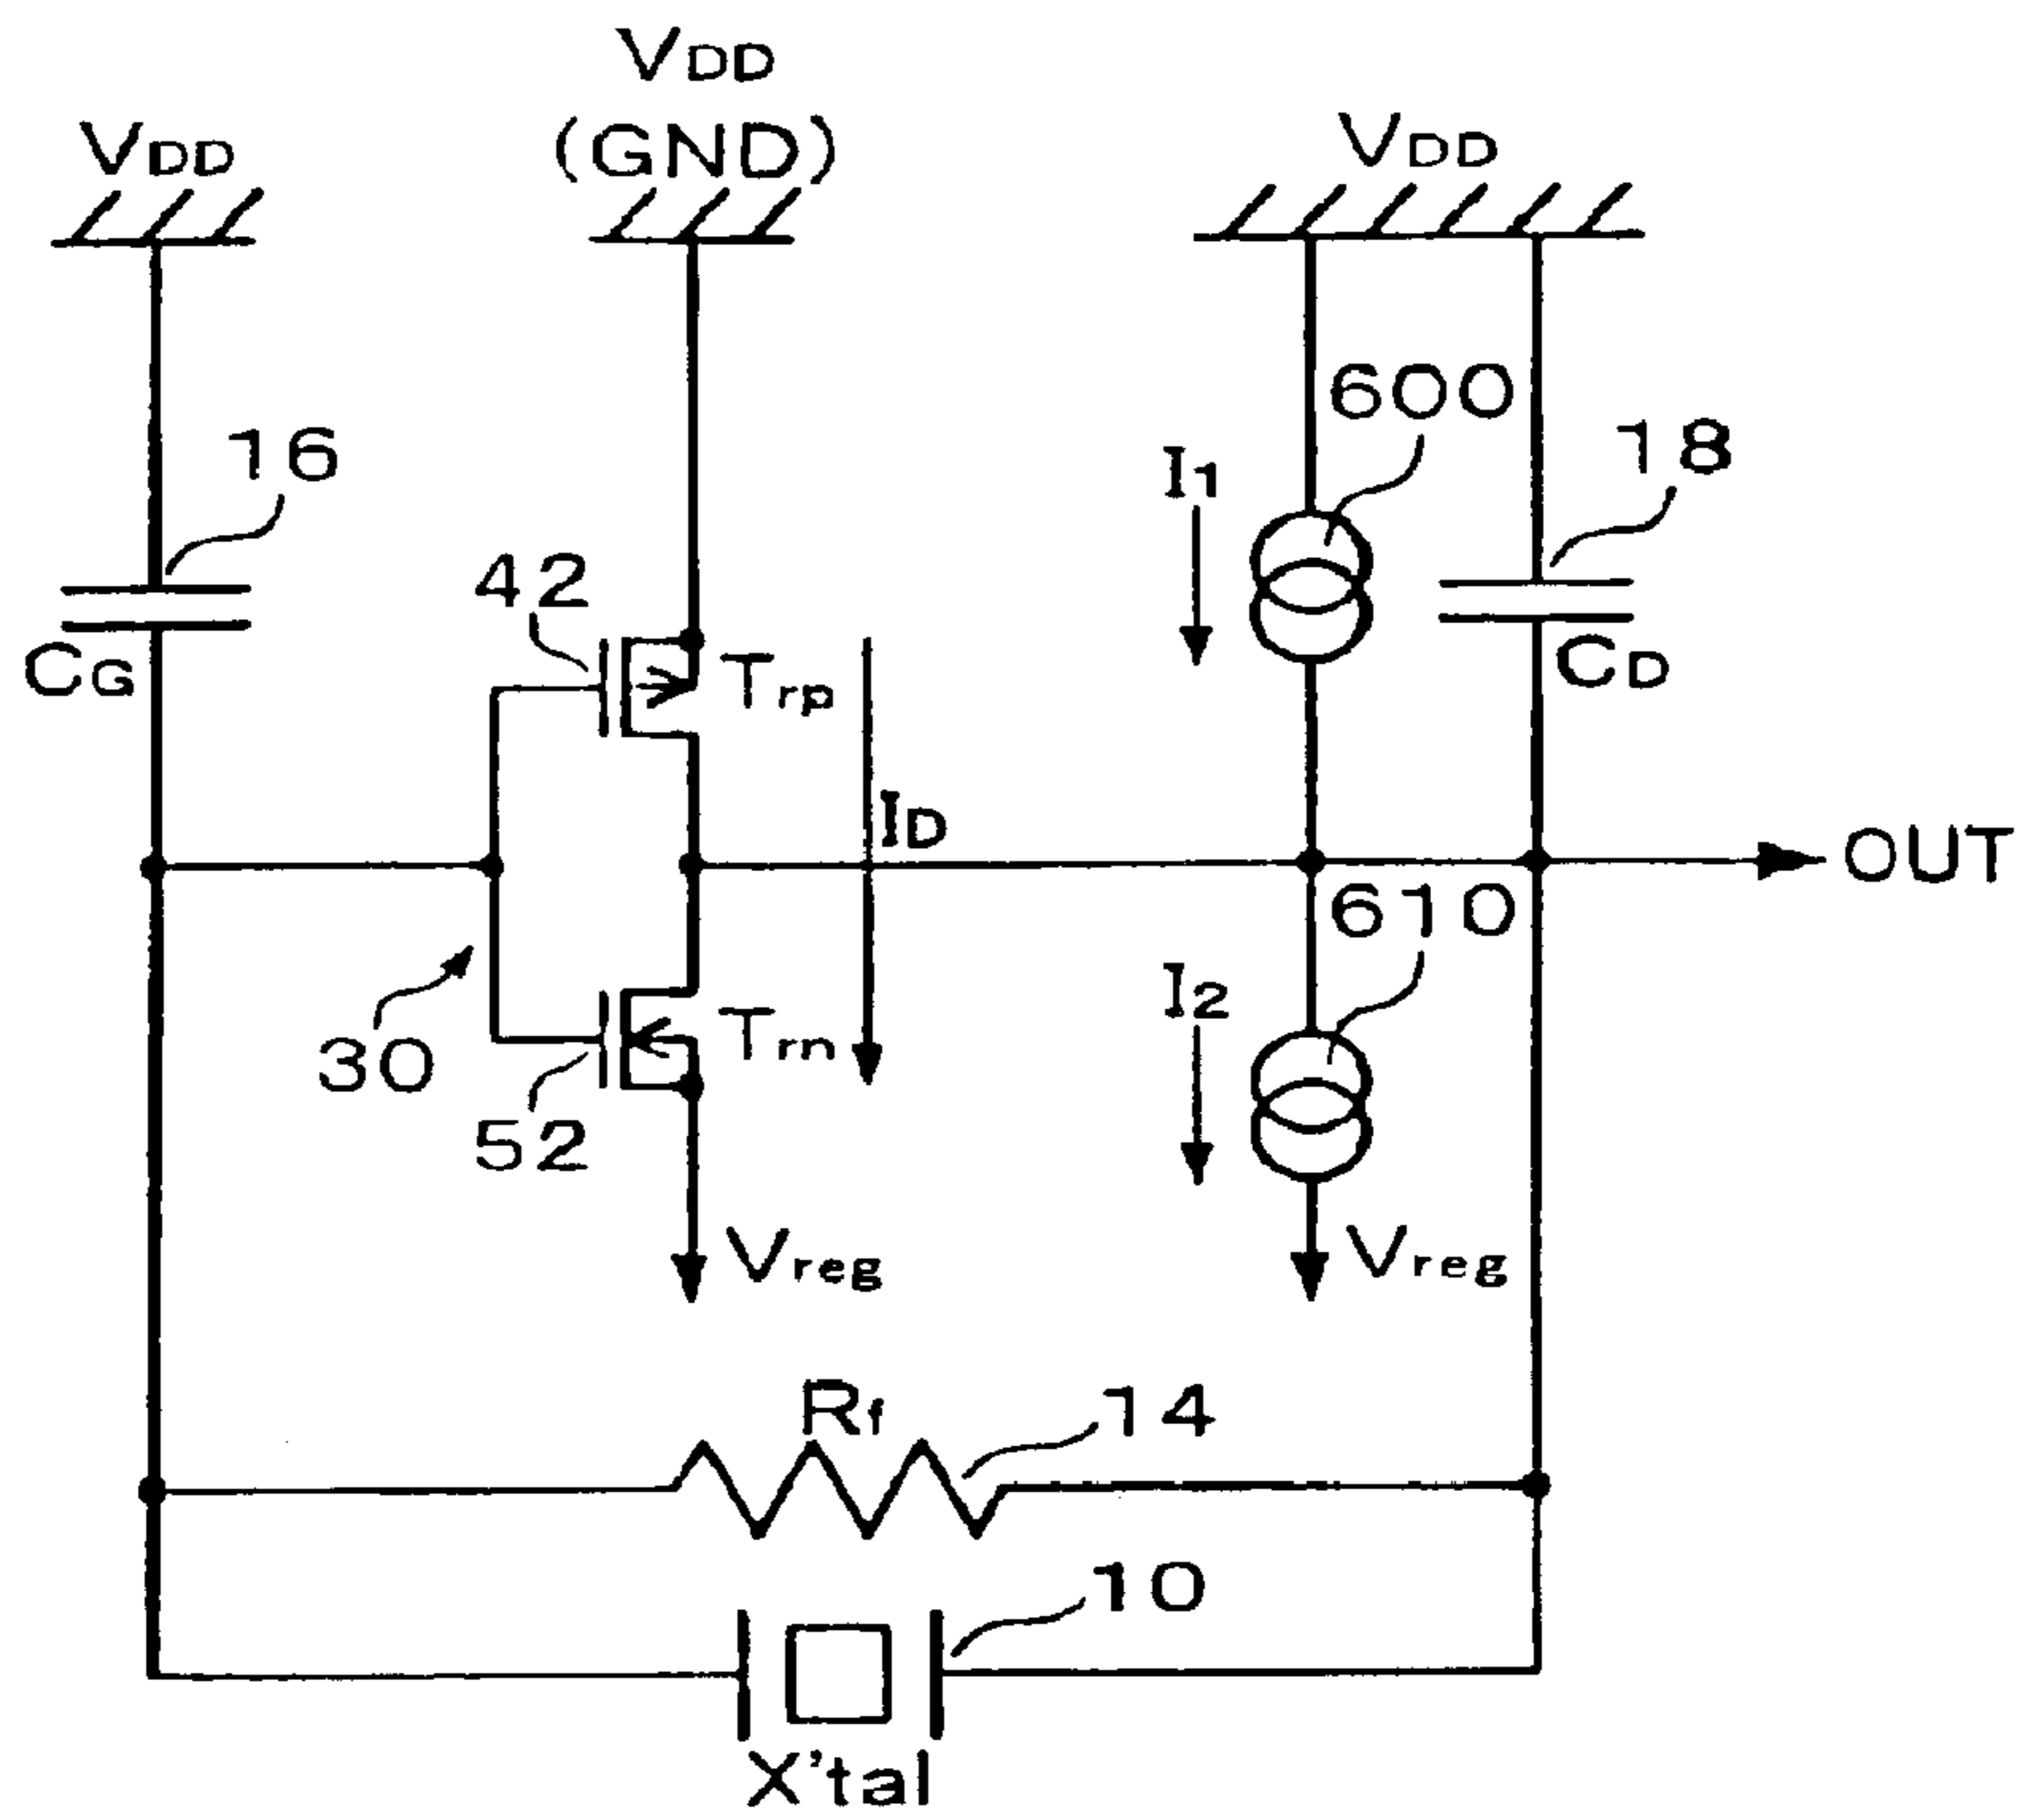 VDD
(GND)
VDD
VDD
600
16
18
I1
42
CG
Trp
CD
ID
OUT
610
I2
30
Trn
52
Vreg
Vreg
Rf
14
10
X'tal